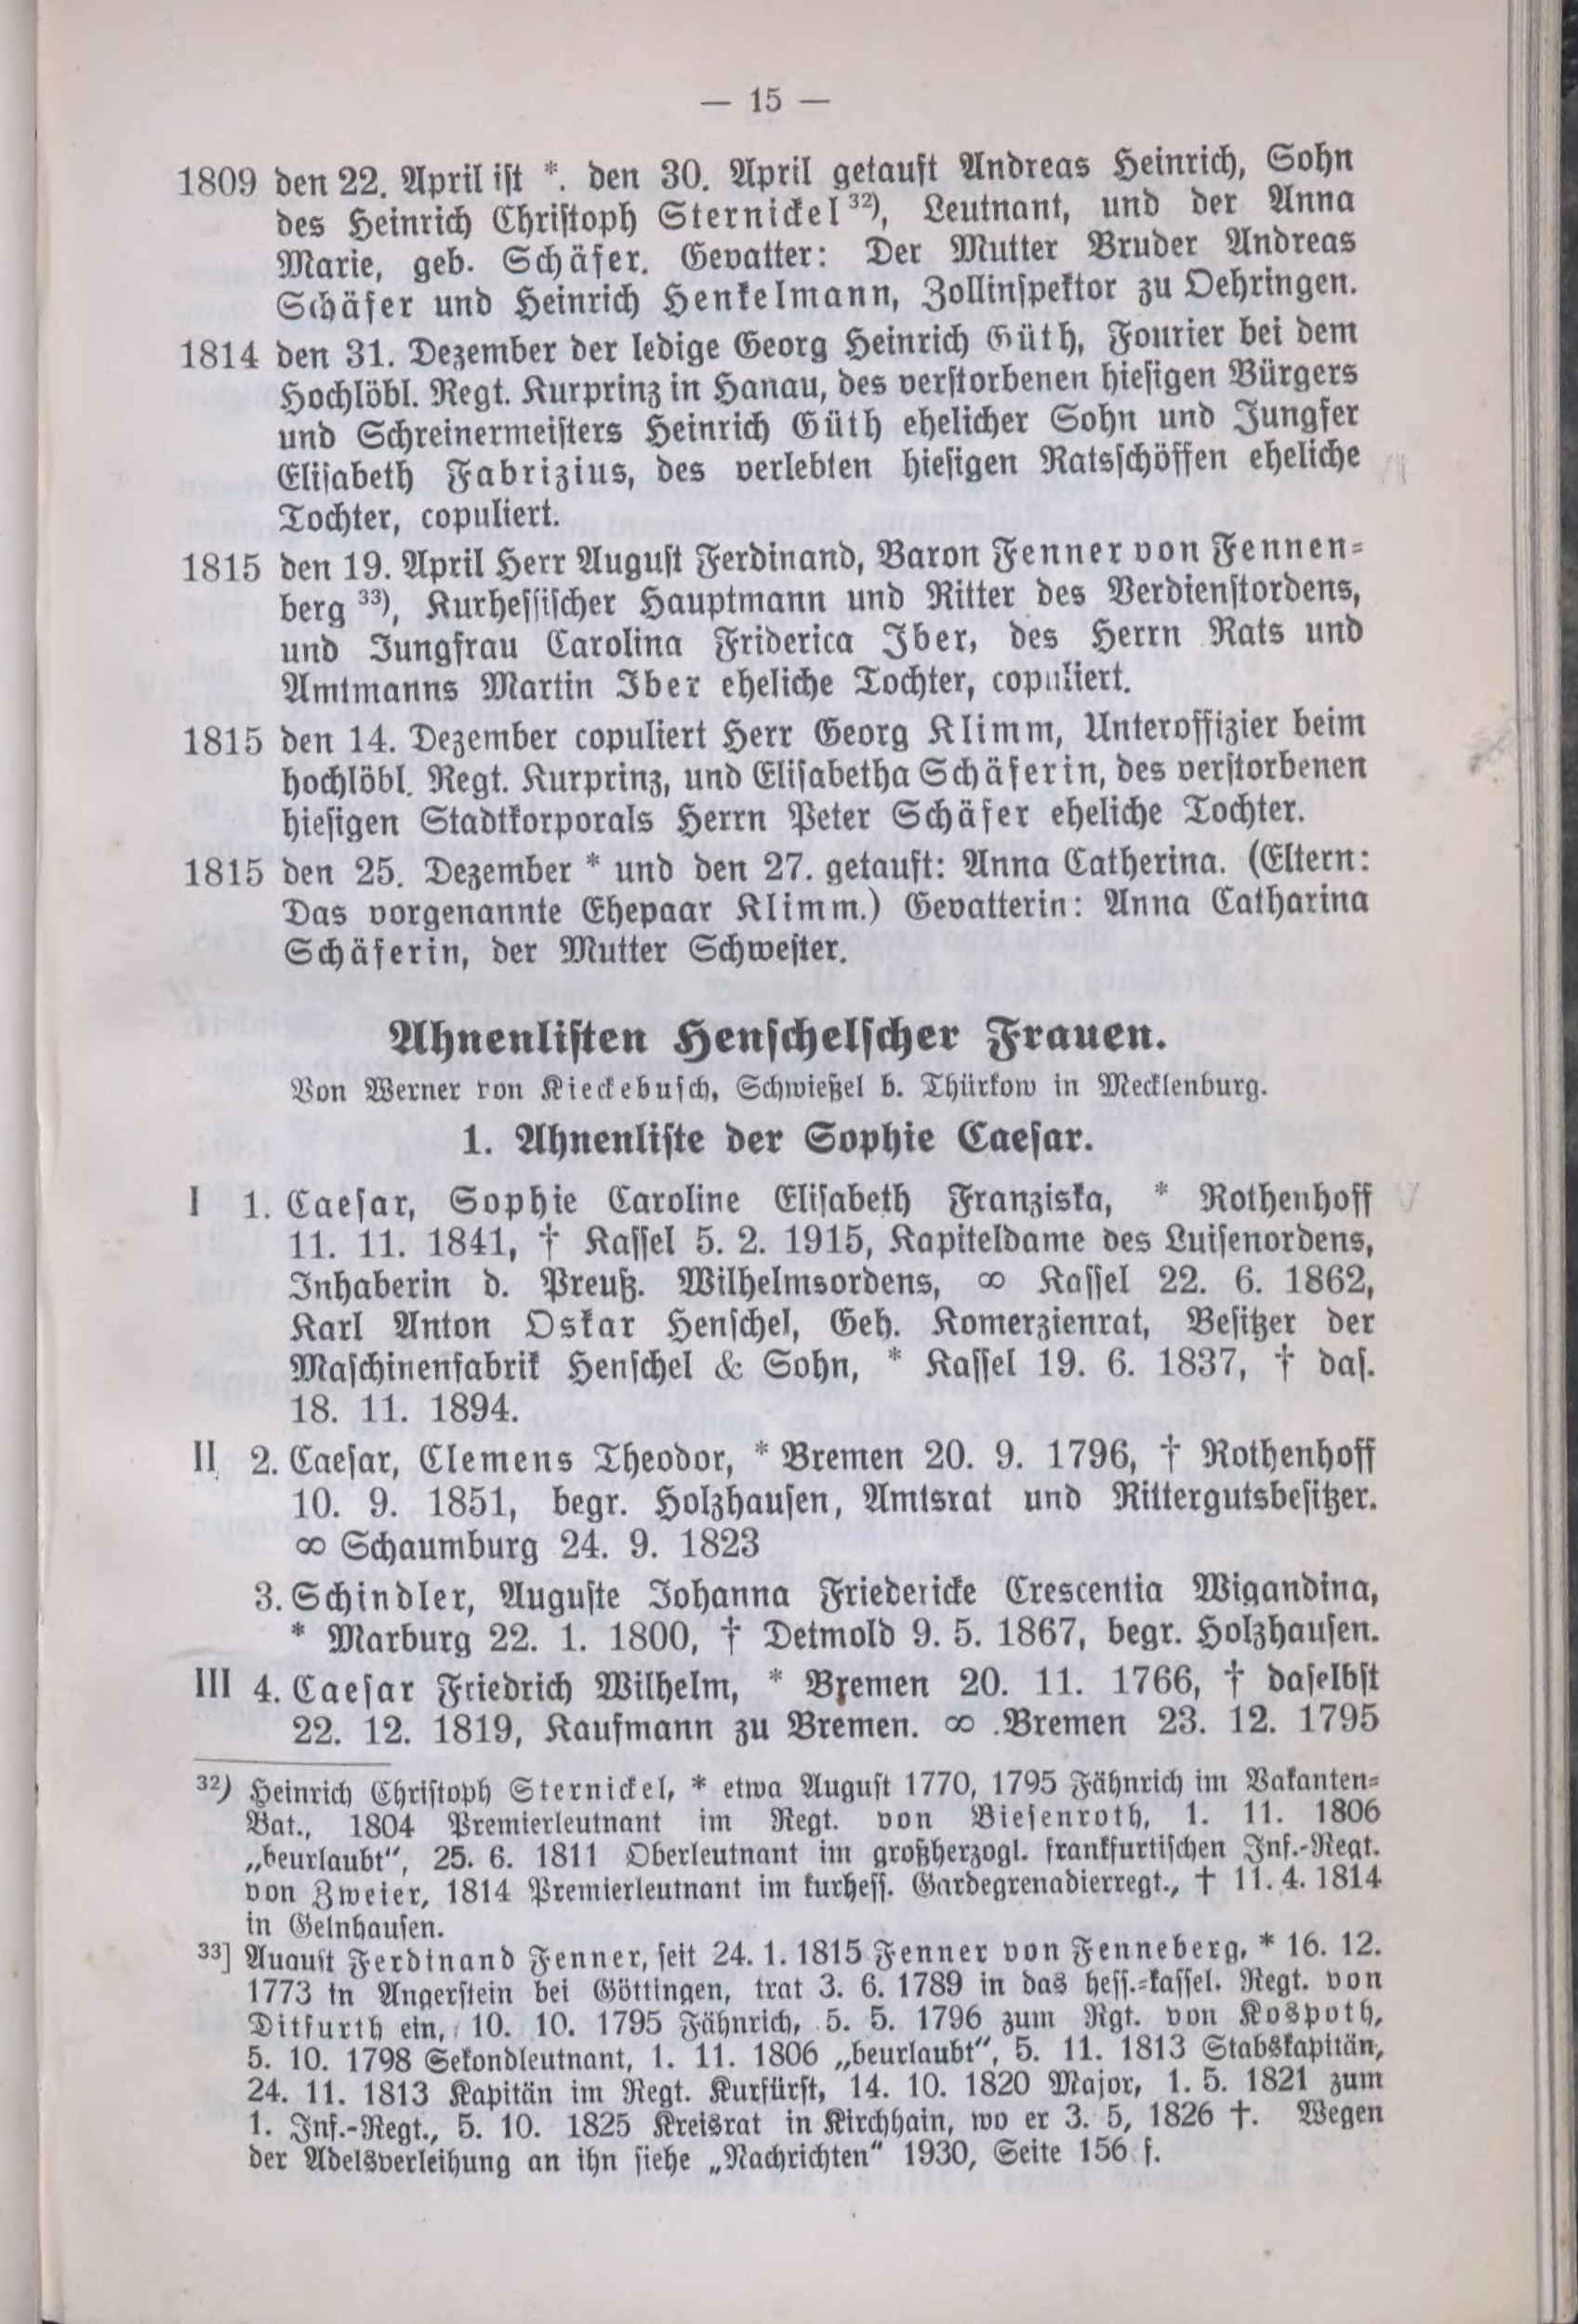 — 15 —
1809 den 22. April ist *. den 30. April getauft Andreas Heinrich, Sohn
des Heinrich Christoph Sternickel ³²), Leutnant, und der Anna
Marie, geb. Schäfer. Gevatter: Der Mutter Bruder Andreas
Schäfer und Heinrich Henkelmann, Zollinspektor zu Oehringen.
1814 den 31. Dezember der ledige Georg Heinrich Güth, Fourier bei dem
Hochlöbl. Regt. Kurprinz in Hanau, des verstorbenen hiesigen Bürgers
und Schreinermeisters Heinrich Güth ehelicher Sohn und Jungfer
Elisabeth Fabrizius, des verlebten hiesigen Ratsschöffen eheliche
Tochter, copuliert.
1815 den 19. April Herr August Ferdinand, Baron Fenner von Fennen-
berg ³³), Kurhessischer Hauptmann und Ritter des Verdienstordens,
und Jungfrau Carolina Friderica Iber, des Herrn Rats und
Amtmanns Martin Iber eheliche Tochter, copuliert.
1815 den 14. Dezember copuliert Herr Georg Klimm, Unteroffizier beim
hochlöbl. Regt. Kurprinz, und Elisabetha Schäferin, des verstorbenen
hiesigen Stadtkorporals Herrn Peter Schäfer eheliche Tochter.
1815 den 25. Dezember * und den 27. getauft: Anna Catherina. (Eltern:
Das vorgenannte Ehepaar Klimm.) Gevatterin: Anna Catharina
Schäferin, der Mutter Schwester.
Ahnenlisten Henschelscher Frauen.
Von Werner von Kieckebusch, Schwießel b. Thürkow in Mecklenburg.
1. Ahnenliste der Sophie Caesar.
I 1. Caesar, Sophie Caroline Elisabeth Franziska, * Rothenhoff
11. 11. 1841, † Kassel 5. 2. 1915, Kapiteldame des Luisenordens,
Inhaberin d. Preuß. Wilhelmsordens, ∞ Kassel 22. 6. 1862,
Karl Anton Oskar Henschel, Geh. Komerzienrat, Besitzer der
Maschinenfabrik Henschel & Sohn, * Kassel 19. 6. 1837, † das.
18. 11. 1894.
II 2. Caesar, Clemens Theodor, * Bremen 20. 9. 1796, † Rothenhoff
10. 9. 1851, begr. Holzhausen, Amtsrat und Rittergutsbesitzer.
∞ Schaumburg 24. 9. 1823
3. Schindler, Auguste Johanna Friedericke Crescentia Wigandina,
* Marburg 22. 1. 1800, † Detmold 9. 5. 1867, begr. Holzhausen.
III 4. Caesar Friedrich Wilhelm, * Bremen 20. 11. 1766, † daselbst
22. 12. 1819, Kaufmann zu Bremen. ∞ .Bremen 23. 12. 1795
³²) Heinrich Christoph Sternickel, * etwa August 1770, 1795 Fähnrich im Vakanten-
Bat., 1804 Premierleutnant im Regt. von Biesenroth, 1. 11. 1806
„beurlaubt“, 25. 6. 1811 Oberleutnant im großherzogl. frankfurtischen Inf.-Regt.
von Zweier, 1814 Premierleutnant im kurhess. Gardegrenadierregt., † 11. 4. 1814
in Gelnhausen.
³³] August Ferdinand Fenner, seit 24. 1. 1815 Fenner von Fenneberg, * 16. 12.
1773 in Angerstein bei Göttingen, trat 3. 6. 1789 in das hess.-kassel. Regt. von
Ditfurth ein, 10. 10. 1795 Fähnrich, 5. 5. 1796 zum Rgt. von Kospoth,
5. 10. 1798 Sekondleutnant, 1. 11. 1806 „beurlaubt“, 5. 11. 1813 Stabskapitän,
24. 11. 1813 Kapitän im Regt. Kurfürst, 14. 10. 1820 Major, 1. 5. 1821 zum
1. Inf.-Regt., 5. 10. 1825 Kreisrat in Kirchhain, wo er 3. 5, 1826 †. Wegen
der Adelsverleihung an ihn siehe „Nachrichten“ 1930, Seite 156 f.